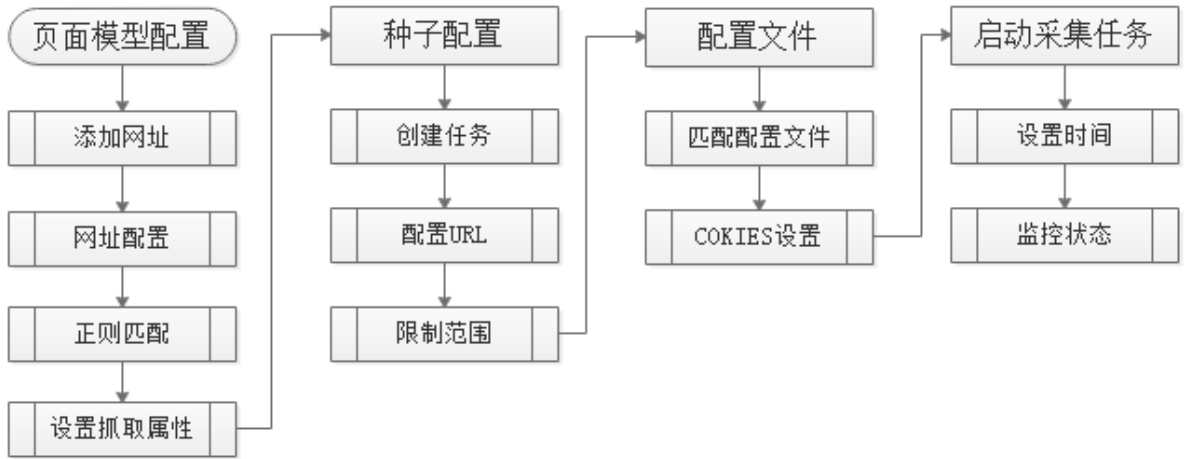 页面模型配置
添加网址
网址配置
正则匹配
设置抓取属性
种子配置
创建任务
配置URL
限制范围
配置文件
匹配配置文件
COKIES设置
启动采集任务
设置时间
监控状态